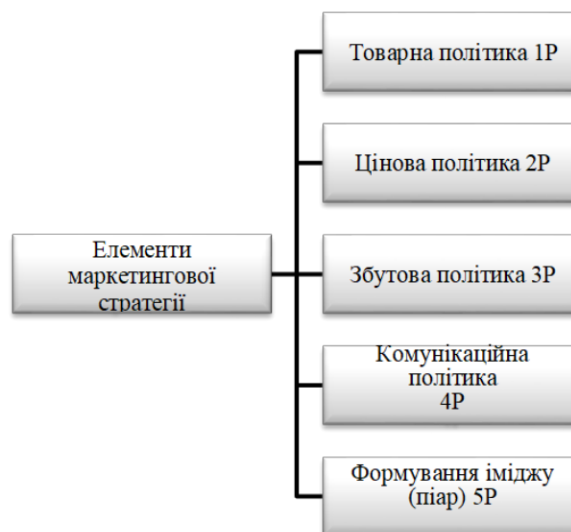 Товарна політика 1Р
Цінова політика 2Р
Елементи
маркетингової
стратегії
Збутова політика 3Р
Комунікаційна
політика
4Р
Формування іміджу
(піар) 5Р